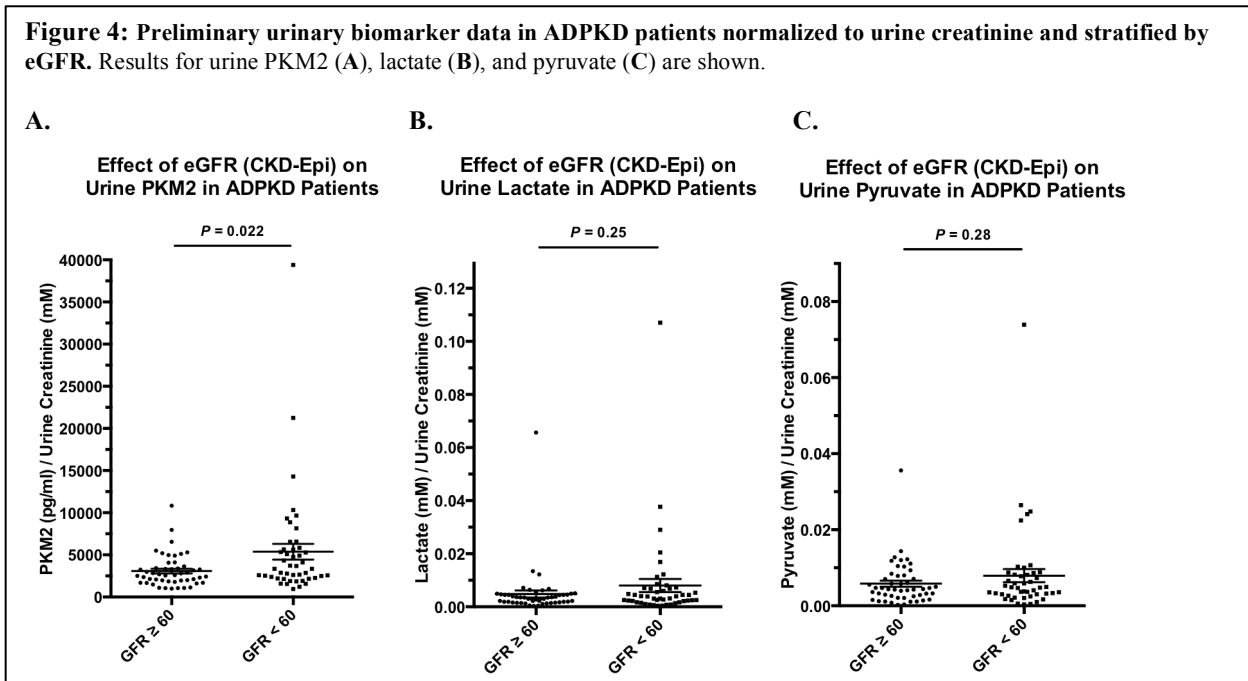 Figure 4: Preliminary urinary biomarker data in ADPKD patients normalized to urine creatinine and stratified by
eGFR. Results for urine PKM2 (A), lactate (B), and pyruvate (C) are shown.
A.
Effect of eGFR (CKD-Epi) on
Urine PKM2 in ADPKD Patients
P = 0.022
PKM2 (pg/ml) / Urine Creatinine (mM)
40000
35000
30000
25000
20000
15000
10000
5000
0
GFR ≥ 60
GFR < 60
B.
Effect of eGFR (CKD-Epi) on
Urine Lactate in ADPKD Patients
P = 0.25
Lactate (mM) / Urine Creatinine (mM)
0.12
0.10
0.08
0.06
0.04
0.02
0.00
GFR ≥ 60
GFR < 60
C.
Effect of eGFR (CKD-Epi) on
Urine Pyruvate in ADPKD Patients
P = 0.28
Pyruvate (mM) / Urine Creatinine (mM)
0.08
0.06
0.04
0.02
0.00
GFR ≥ 60
GFR < 60